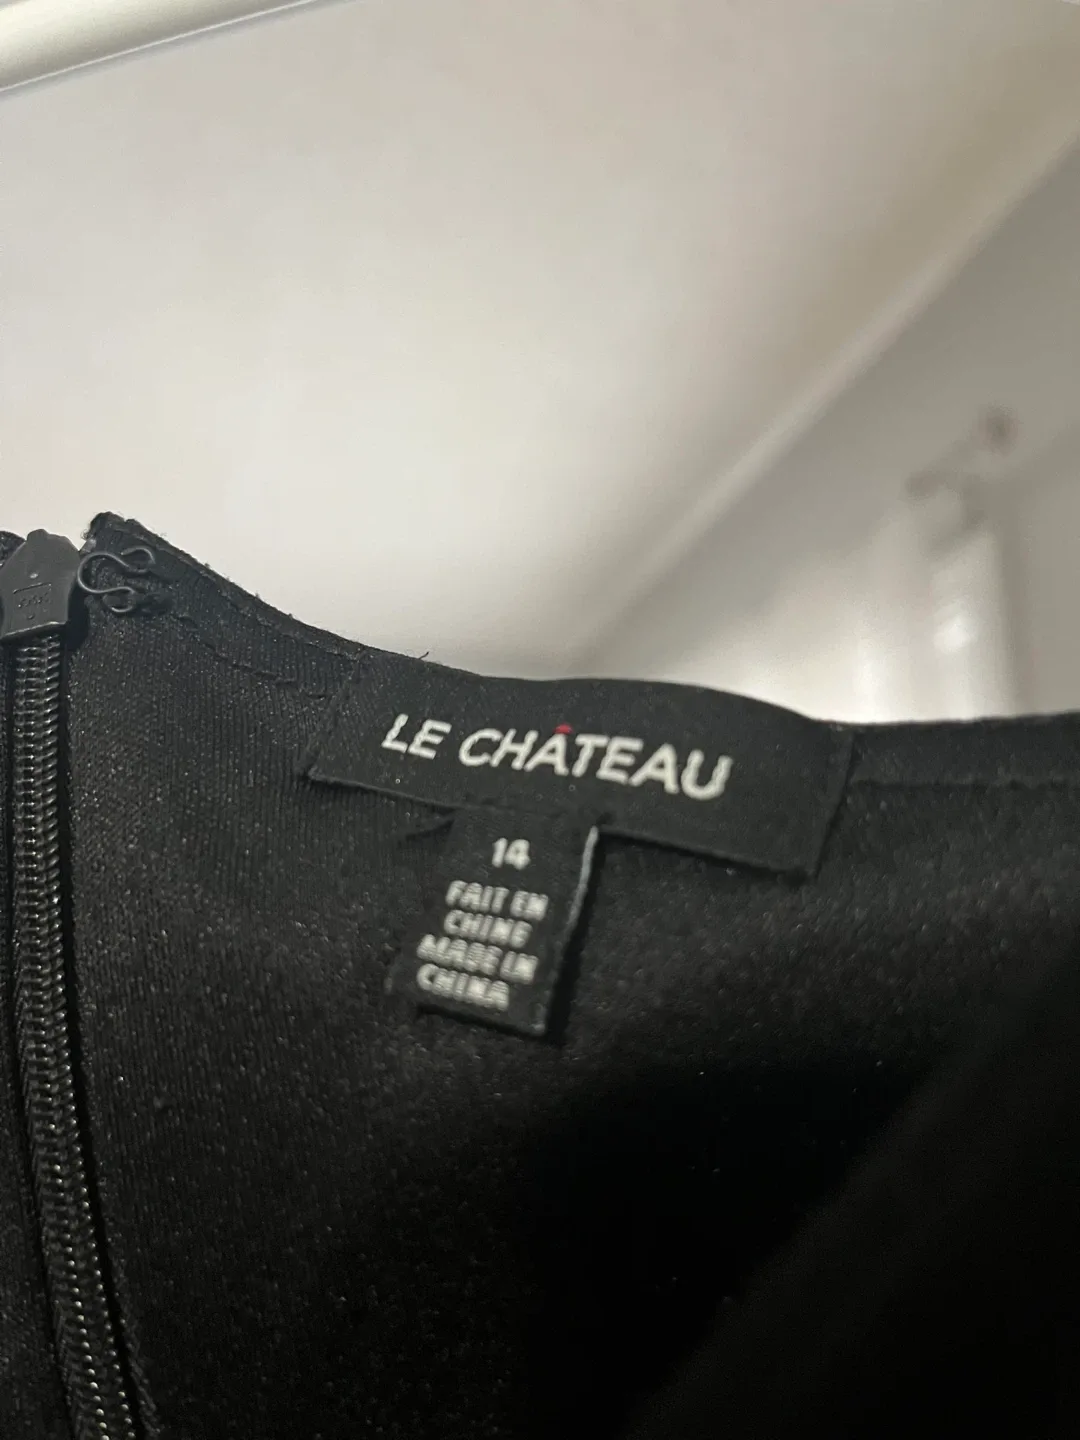 LE CHÂTEAU
14
FAIT EN
CHINE
MADE IN
CHINA